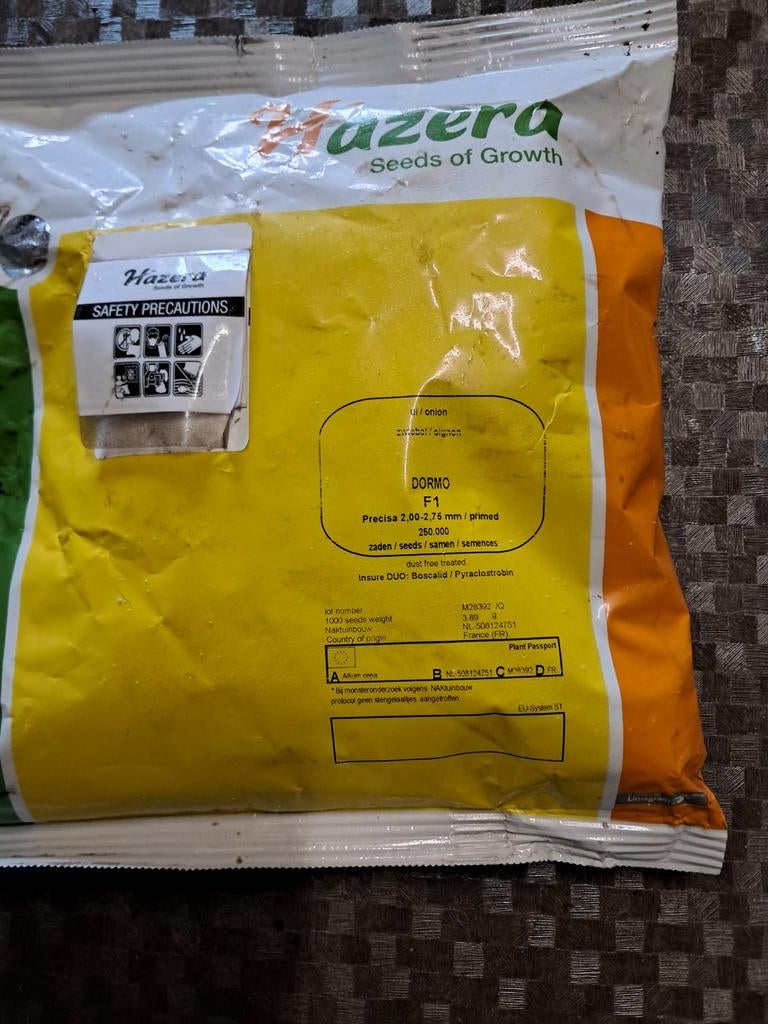 Hazera
Seeds of Growth
Hazera
Seeds of Growth
SAFETY PRECAUTIONS
ui / onion
zwiebel / oignon
DORMO
F1
Precisa 2,00-2,75 mm / primed
250.000
zaden / seeds / samen / semences
dust free treated
Insure DUO: Boscalid / Pyraclostrobin
lot number M28392 /Q
1000 seeds weight 3.89 g
Naktuinbouw NL-508124751
Country of origin France (FR)
Plant Passport
A Allium cepa B NL-508124751 C M28392 D FR
* Bij monsteronderzoek volgens NAKtuinbouw
protocol geen stengelaaltjes aangetroffen
EU-System ST
Limagrain